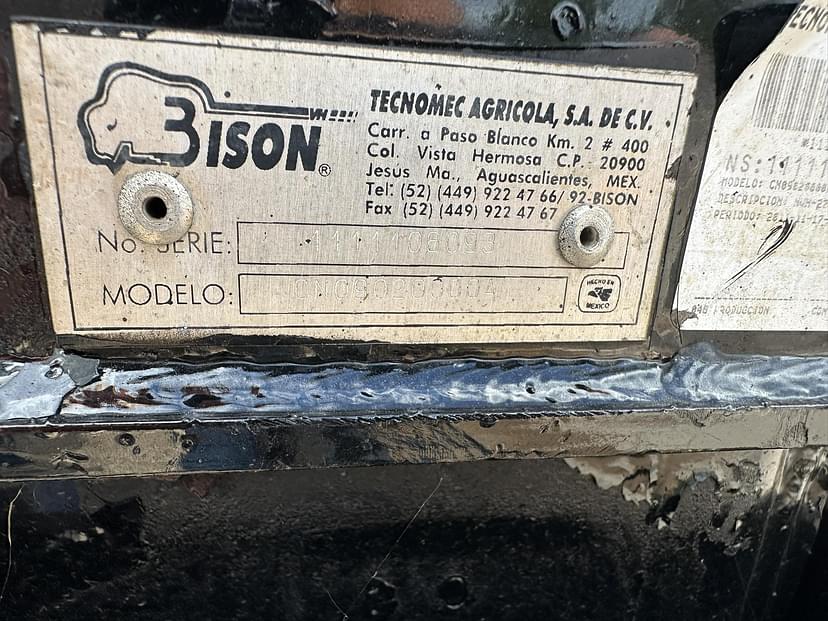 BISON®
TECNOMEC AGRICOLA, S.A. DE C.V.
Carr. a Paso Blanco Km. 2 # 400
Col. Vista Hermosa C.P. 20900
Jesus Ma., Aguascalientes, MEX.
Tel: (52) (449) 922 47 66/ 92-BISON
Fax (52) (449) 922 47 67
No. SERIE: 1111108093
MODELO:
HECHO EN
MEXICO
NS:11111
MODELO:
DESCRIPCION:
PERIODO: